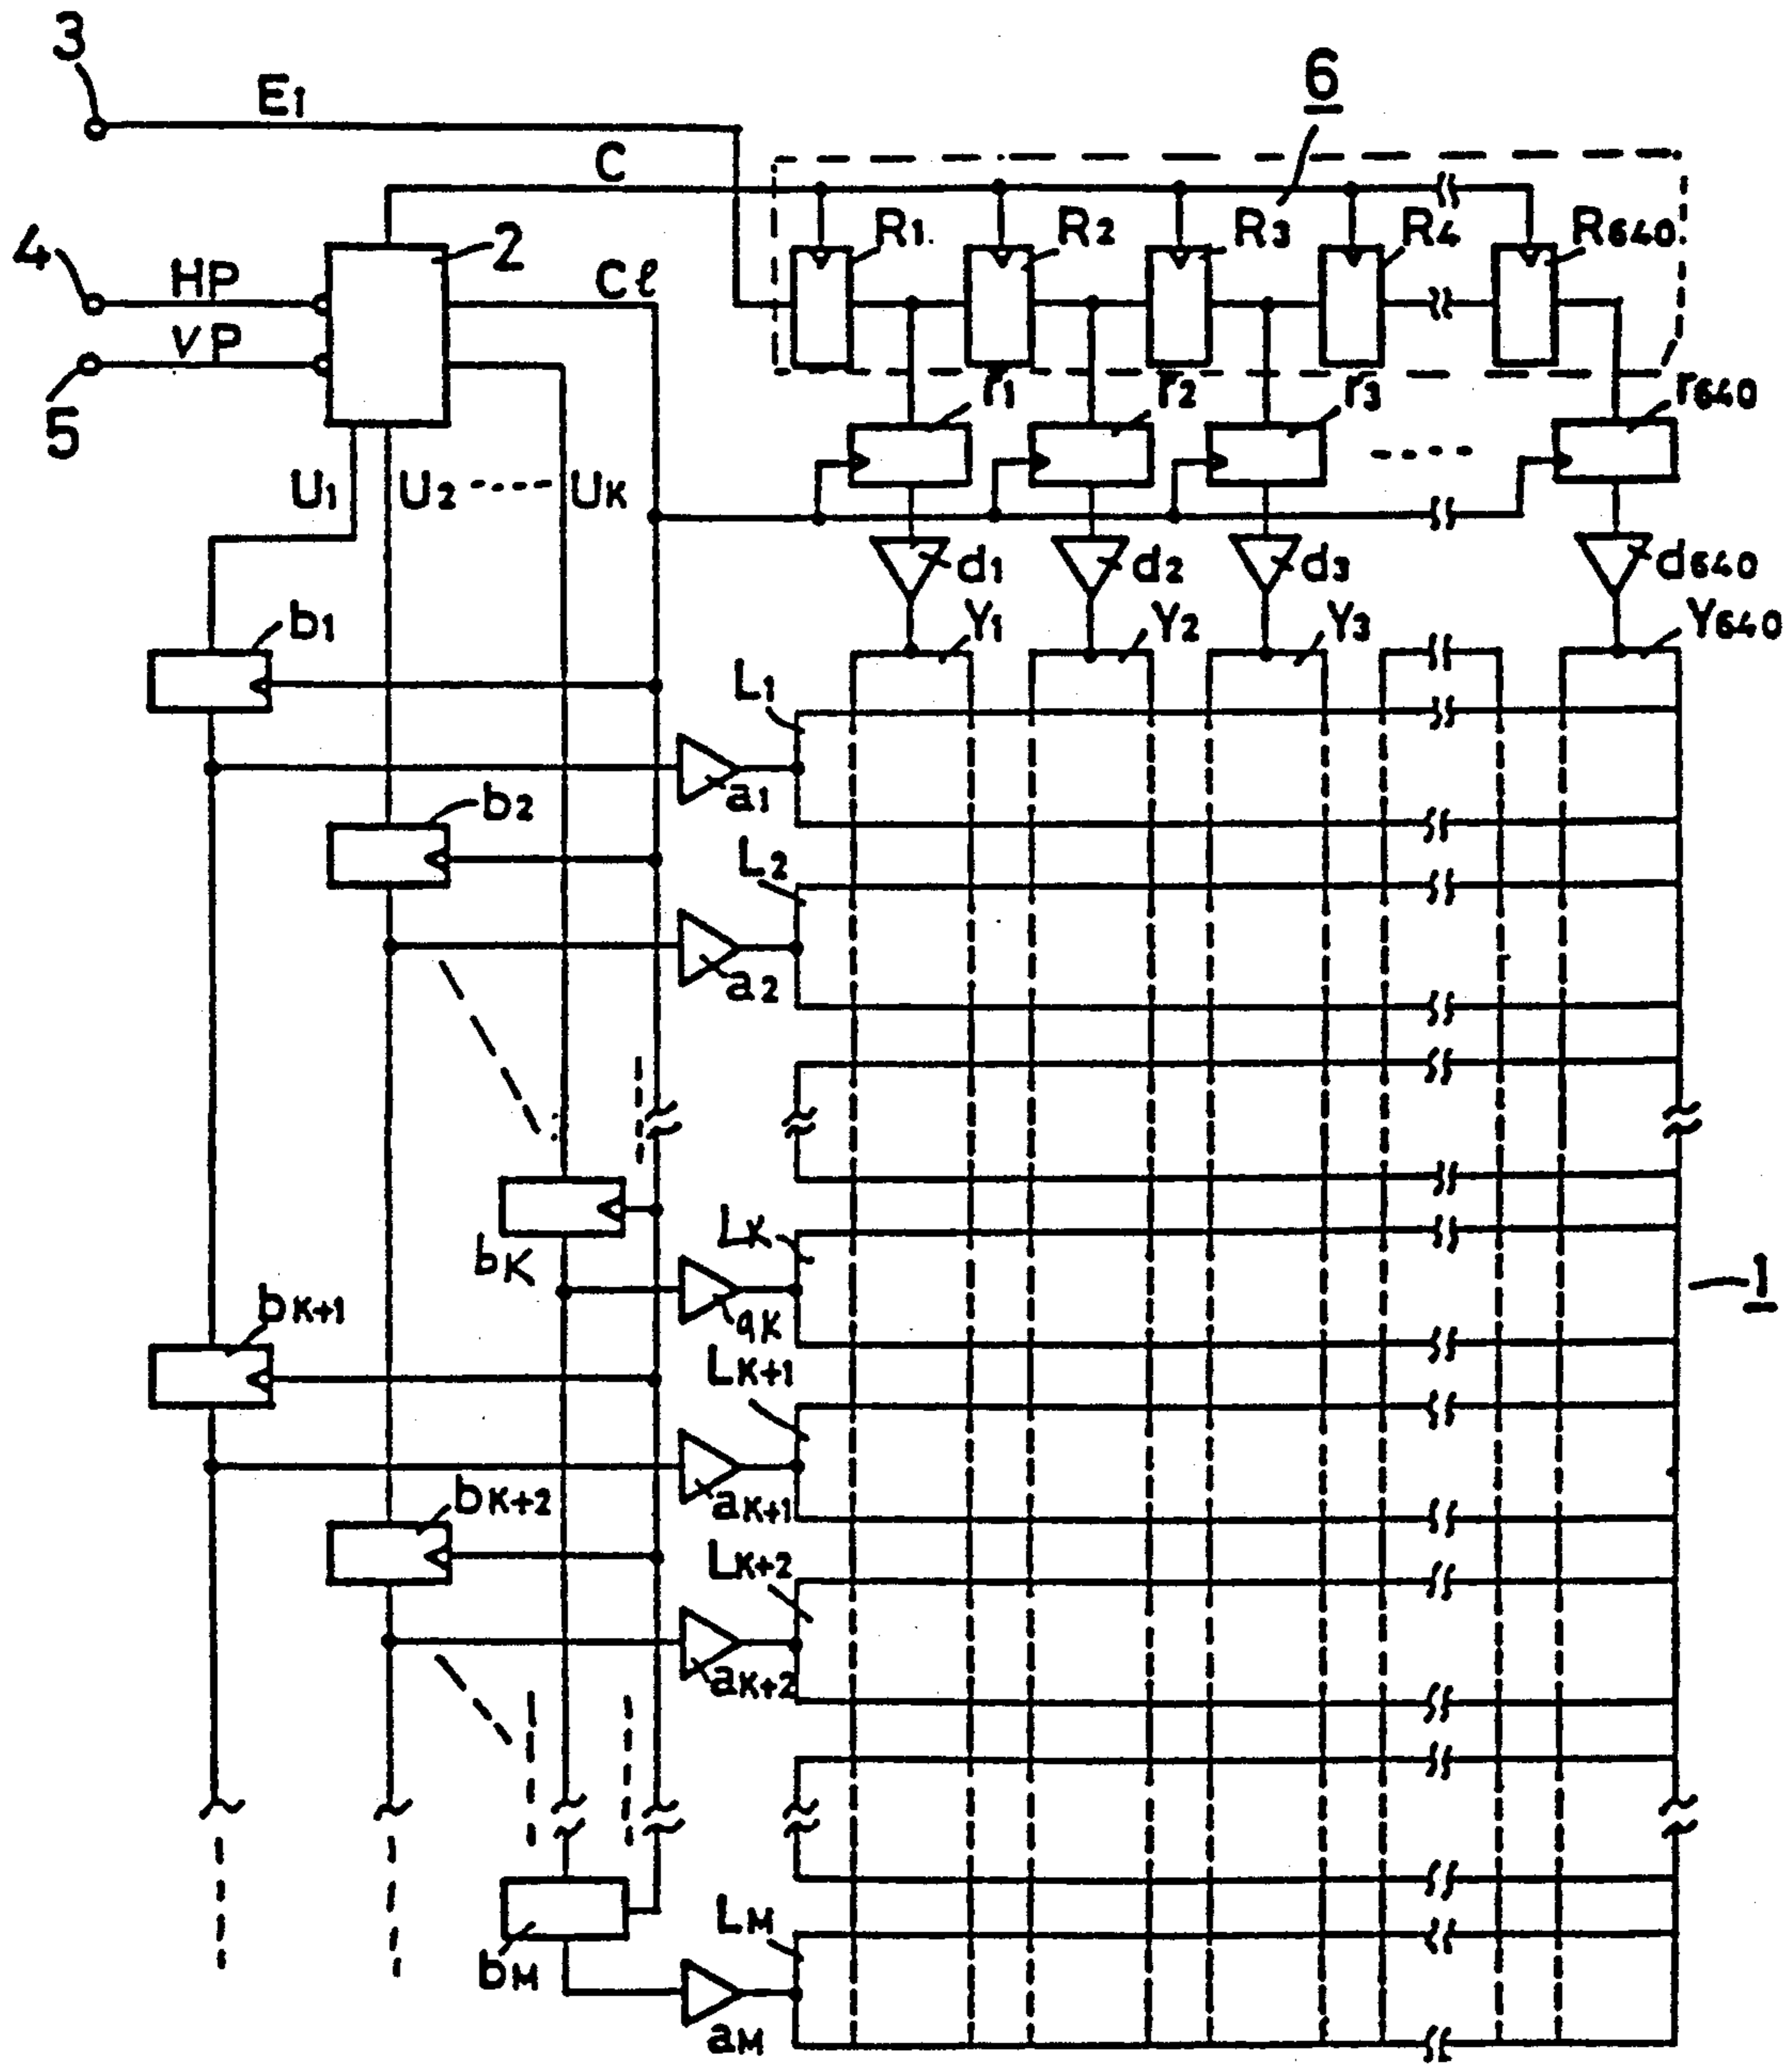 3
E1
6
C
R1.
R2
R3
R4
R640
4
HP
2
Cℓ
VP
5
r1
r2
r3
r640
U1
U2
UK
d1
d2
d3
d640
b1
Y1
Y2
Y3
Y640
L1
a1
b2
L2
a2
LK
bK
aK
1
bK+1
LK+1
aK+1
bK+2
LK+2
aK+2
LM
bM
aM